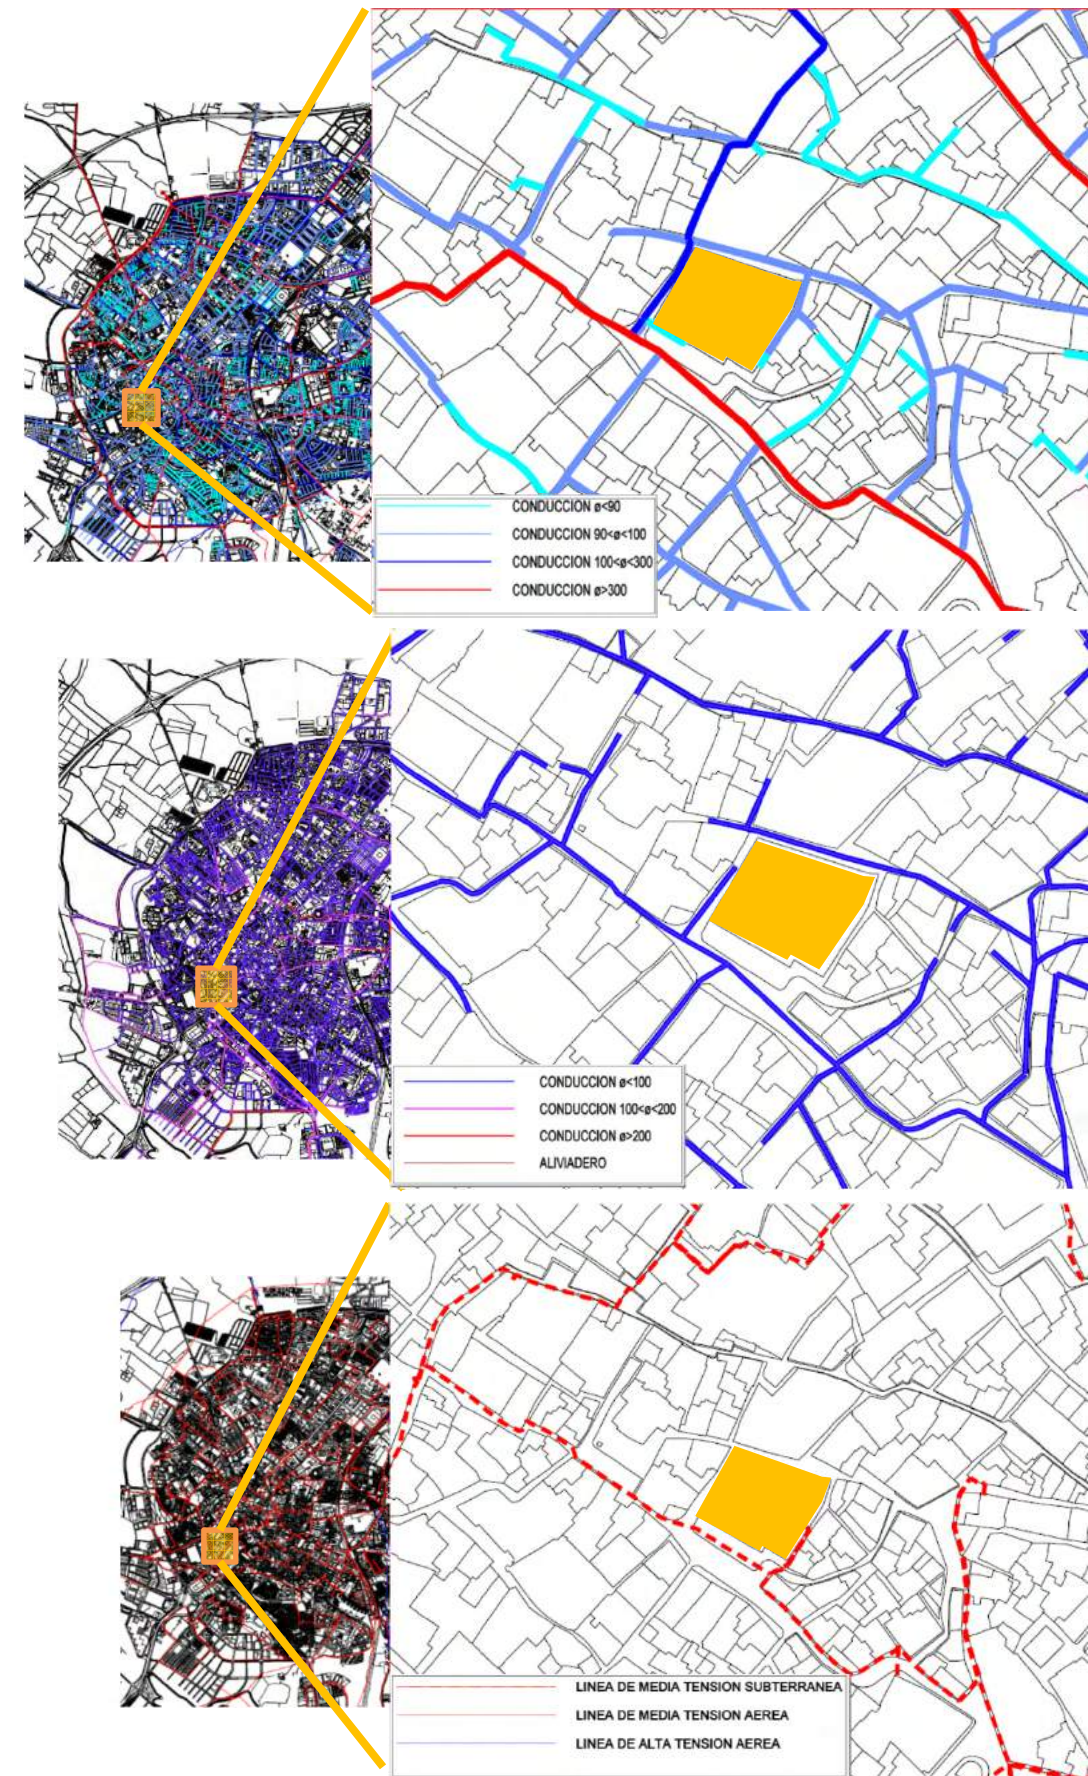 CONDUCCION ø<90
CONDUCCION 90<ø<100
CONDUCCION 100<ø<300
CONDUCCION ø>300
CONDUCCION ø<100
CONDUCCION 100<ø<200
CONDUCCION ø>200
ALIVIADERO
LINEA DE MEDIA TENSION SUBTERRANEA
LINEA DE MEDIA TENSION AEREA
LINEA DE ALTA TENSION AEREA